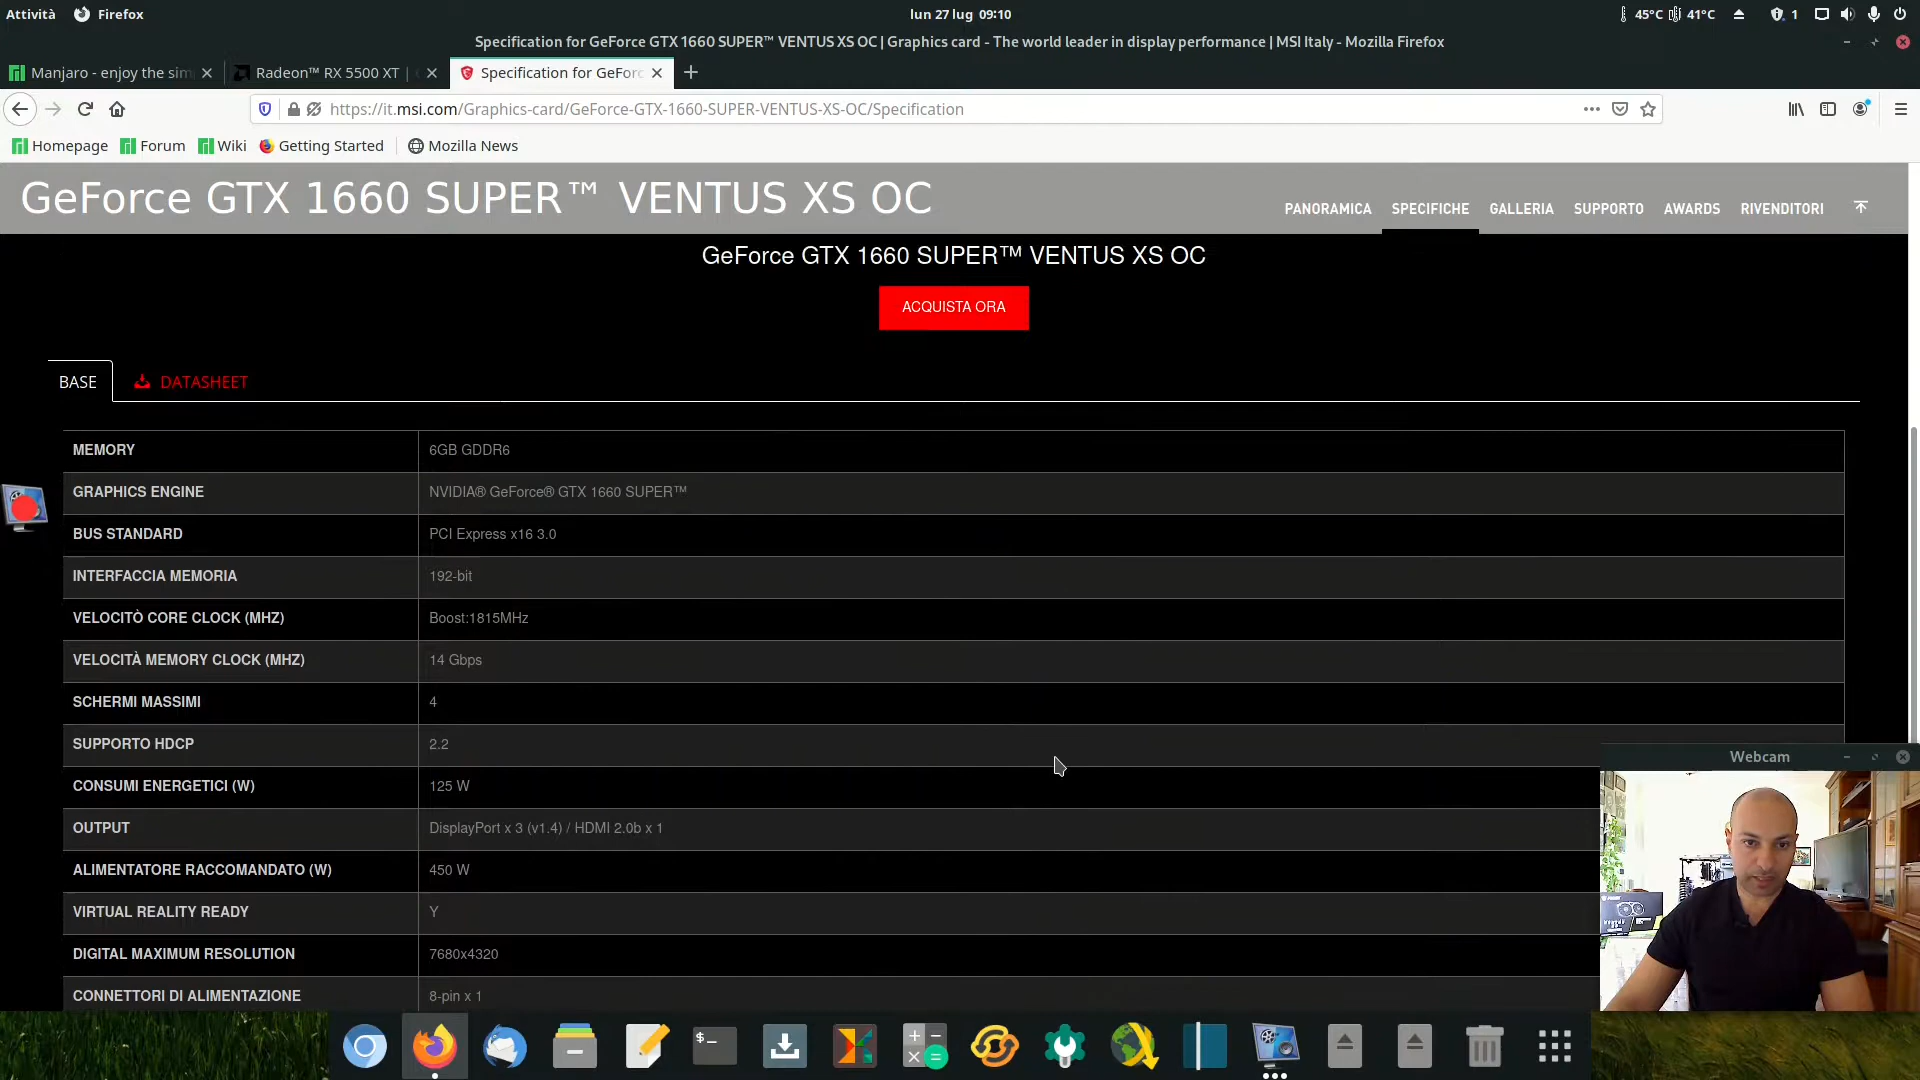 Attività
Firefox
lun 27 lug 09:10
45°C
41°C
1
Specification for GeForce GTX 1660 SUPER™ VENTUS XS OC | Graphics card - The world leader in display performance | MSI Italy - Mozilla Firefox
Manjaro - enjoy the sim
Radeon™ RX 5500 XT |
Specification for GeForc
https://it.msi.com/Graphics-card/GeForce-GTX-1660-SUPER-VENTUS-XS-OC/Specification
Homepage
Forum
Wiki
Getting Started
Mozilla News
GeForce GTX 1660 SUPER™ VENTUS XS OC
PANORAMICA
SPECIFICHE
GALLERIA
SUPPORTO
AWARDS
RIVENDITORI
GeForce GTX 1660 SUPER™ VENTUS XS OC
ACQUISTA ORA
BASE
DATASHEET
MEMORY
6GB GDDR6
GRAPHICS ENGINE
NVIDIA® GeForce® GTX 1660 SUPER™
BUS STANDARD
PCI Express x16 3.0
INTERFACCIA MEMORIA
192-bit
VELOCITÒ CORE CLOCK (MHZ)
Boost:1815MHz
VELOCITÀ MEMORY CLOCK (MHZ)
14 Gbps
SCHERMI MASSIMI
4
SUPPORTO HDCP
2.2
CONSUMI ENERGETICI (W)
125 W
OUTPUT
DisplayPort x 3 (v1.4) / HDMI 2.0b x 1
ALIMENTATORE RACCOMANDATO (W)
450 W
VIRTUAL REALITY READY
Y
DIGITAL MAXIMUM RESOLUTION
7680x4320
CONNETTORI DI ALIMENTAZIONE
8-pin x 1
Webcam
$_